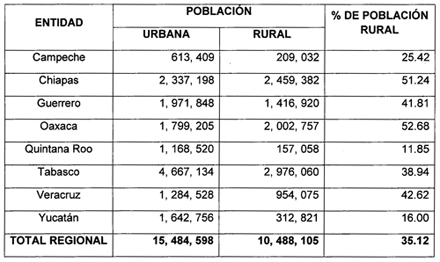 ENTIDAD POBLACIÓN % DE POBLACIÓN RURAL
URBANA RURAL
Campeche 613, 409 209, 032 25.42
Chiapas 2, 337, 198 2, 459, 382 51.24
Guerrero 1, 971, 848 1, 416, 920 41.81
Oaxaca 1, 799, 205 2, 002, 757 52.68
Quintana Roo 1, 168, 520 157, 058 11.85
Tabasco 4, 667, 134 2, 976, 060 38.94
Veracruz 1, 284, 528 954, 075 42.62
Yucatán 1, 642, 756 312, 821 16.00
TOTAL REGIONAL 15, 484, 598 10, 488, 105 35.12